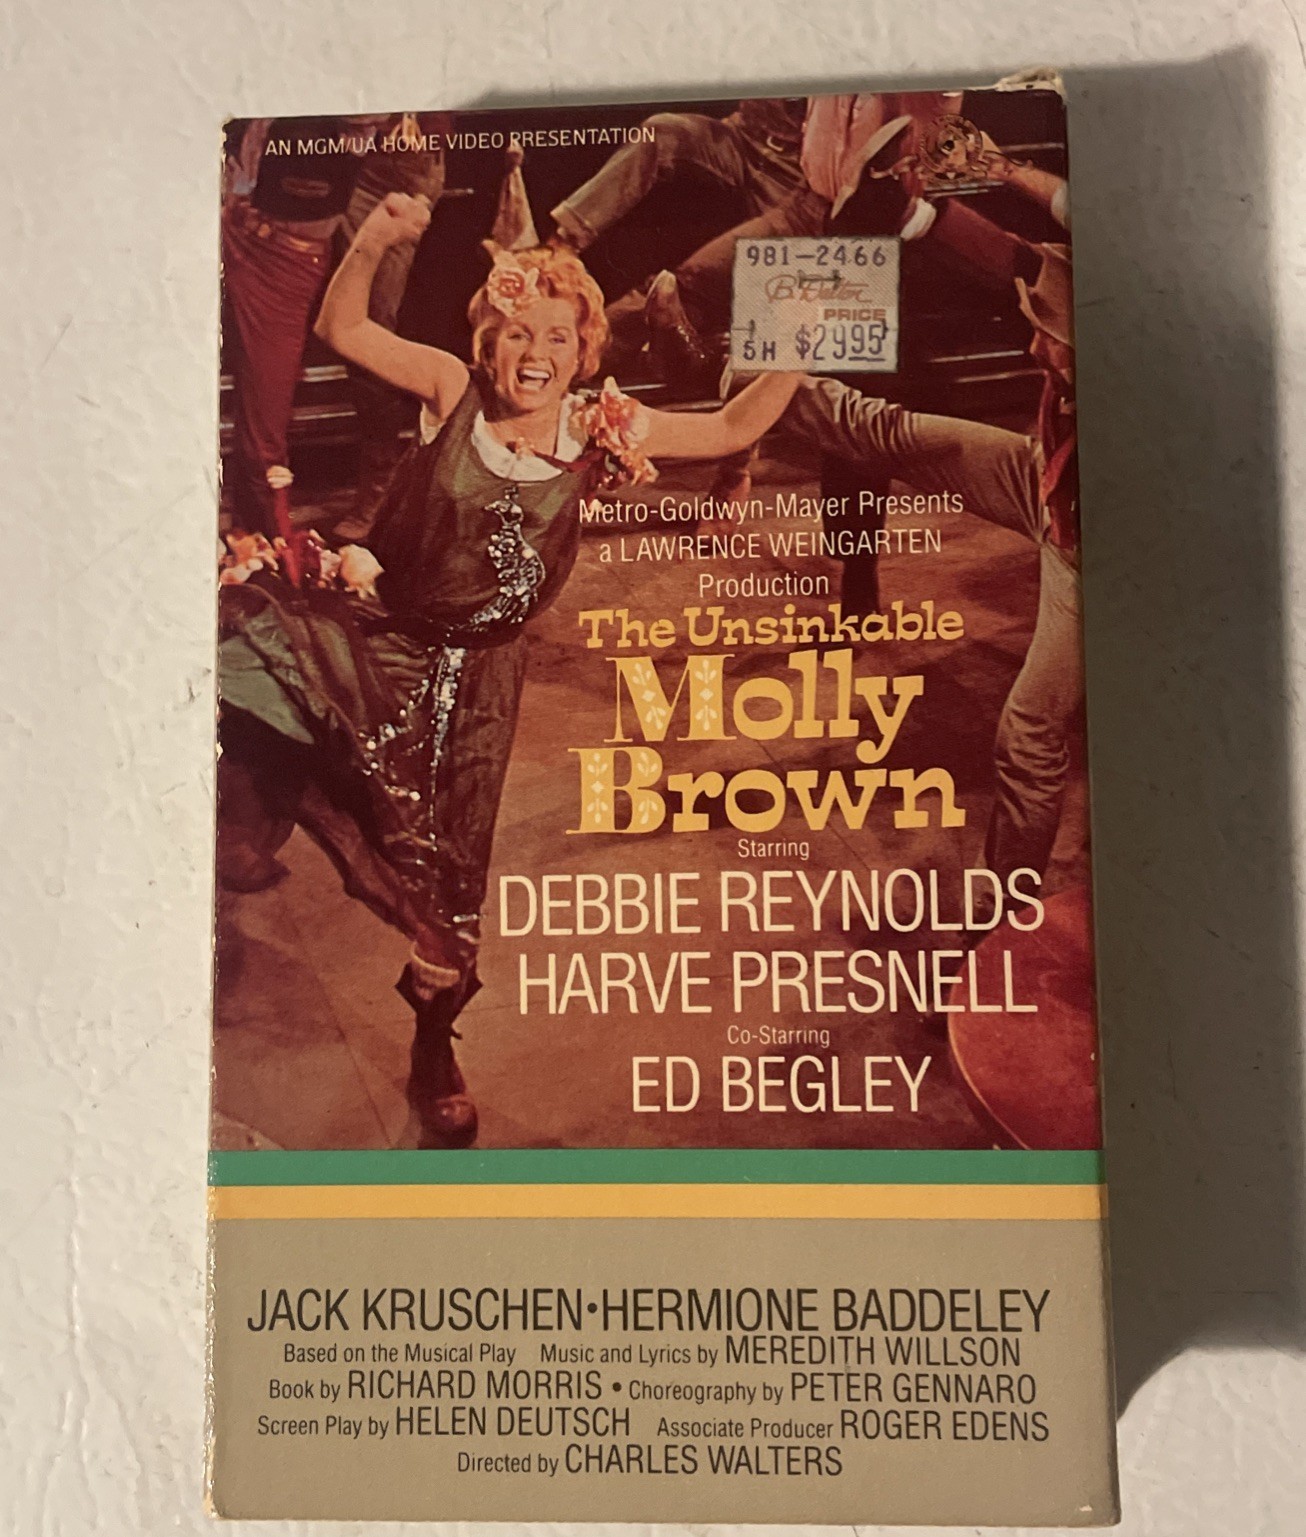 AN MGM/UA HOME VIDEO PRESENTATION
981-2466
B. Dalton
PRICE
5H $2995
Metro-Goldwyn-Mayer Presents
a LAWRENCE WEINGARTEN
Production
The Unsinkable
Molly
Brown
Starring
DEBBIE REYNOLDS
HARVE PRESNELL
Co-Starring
ED BEGLEY
JACK KRUSCHEN•HERMIONE BADDELEY
Based on the Musical Play Music and Lyrics by MEREDITH WILLSON
Book by RICHARD MORRIS • Choreography by PETER GENNARO
Screen Play by HELEN DEUTSCH Associate Producer ROGER EDENS
Directed by CHARLES WALTERS